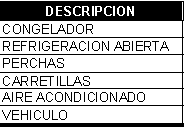 DESCRIPCION
CONGELADOR
REFRIGERACION ABIERTA
PERCHAS
CARRETILLAS
AIRE ACONDICIONADO
VEHICULO